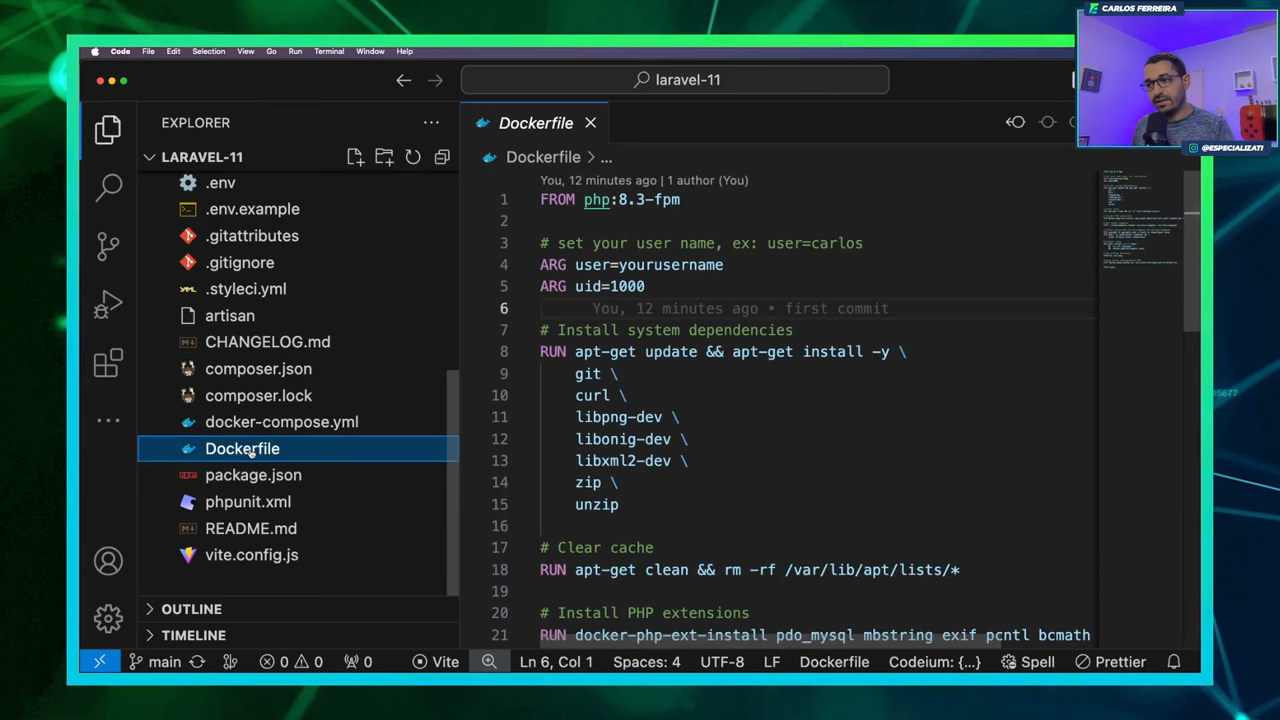 CARLOS FERREIRA
@ESPECIALIZATI
Code File Edit Selection View Go Run Terminal Window Help
laravel-11
EXPLORER
LARAVEL-11
.env
.env.example
.gitattributes
.gitignore
.styleci.yml
artisan
CHANGELOG.md
composer.json
composer.lock
docker-compose.yml
Dockerfile
package.json
phpunit.xml
README.md
vite.config.js
OUTLINE
TIMELINE
Dockerfile
Dockerfile > ...
You, 12 minutes ago | 1 author (You)
1 FROM php:8.3-fpm
2
3 # set your user name, ex: user=carlos
4 ARG user=yourusername
5 ARG uid=1000
6 You, 12 minutes ago • first commit
7 # Install system dependencies
8 RUN apt-get update && apt-get install -y \
9 git \
10 curl \
11 libpng-dev \
12 libonig-dev \
13 libxml2-dev \
14 zip \
15 unzip
16
17 # Clear cache
18 RUN apt-get clean && rm -rf /var/lib/apt/lists/*
19
20 # Install PHP extensions
21 RUN docker-php-ext-install pdo_mysql mbstring exif pcntl bcmath
main 0 0 0 Vite Ln 6, Col 1 Spaces: 4 UTF-8 LF Dockerfile Codeium: {...} Spell Prettier